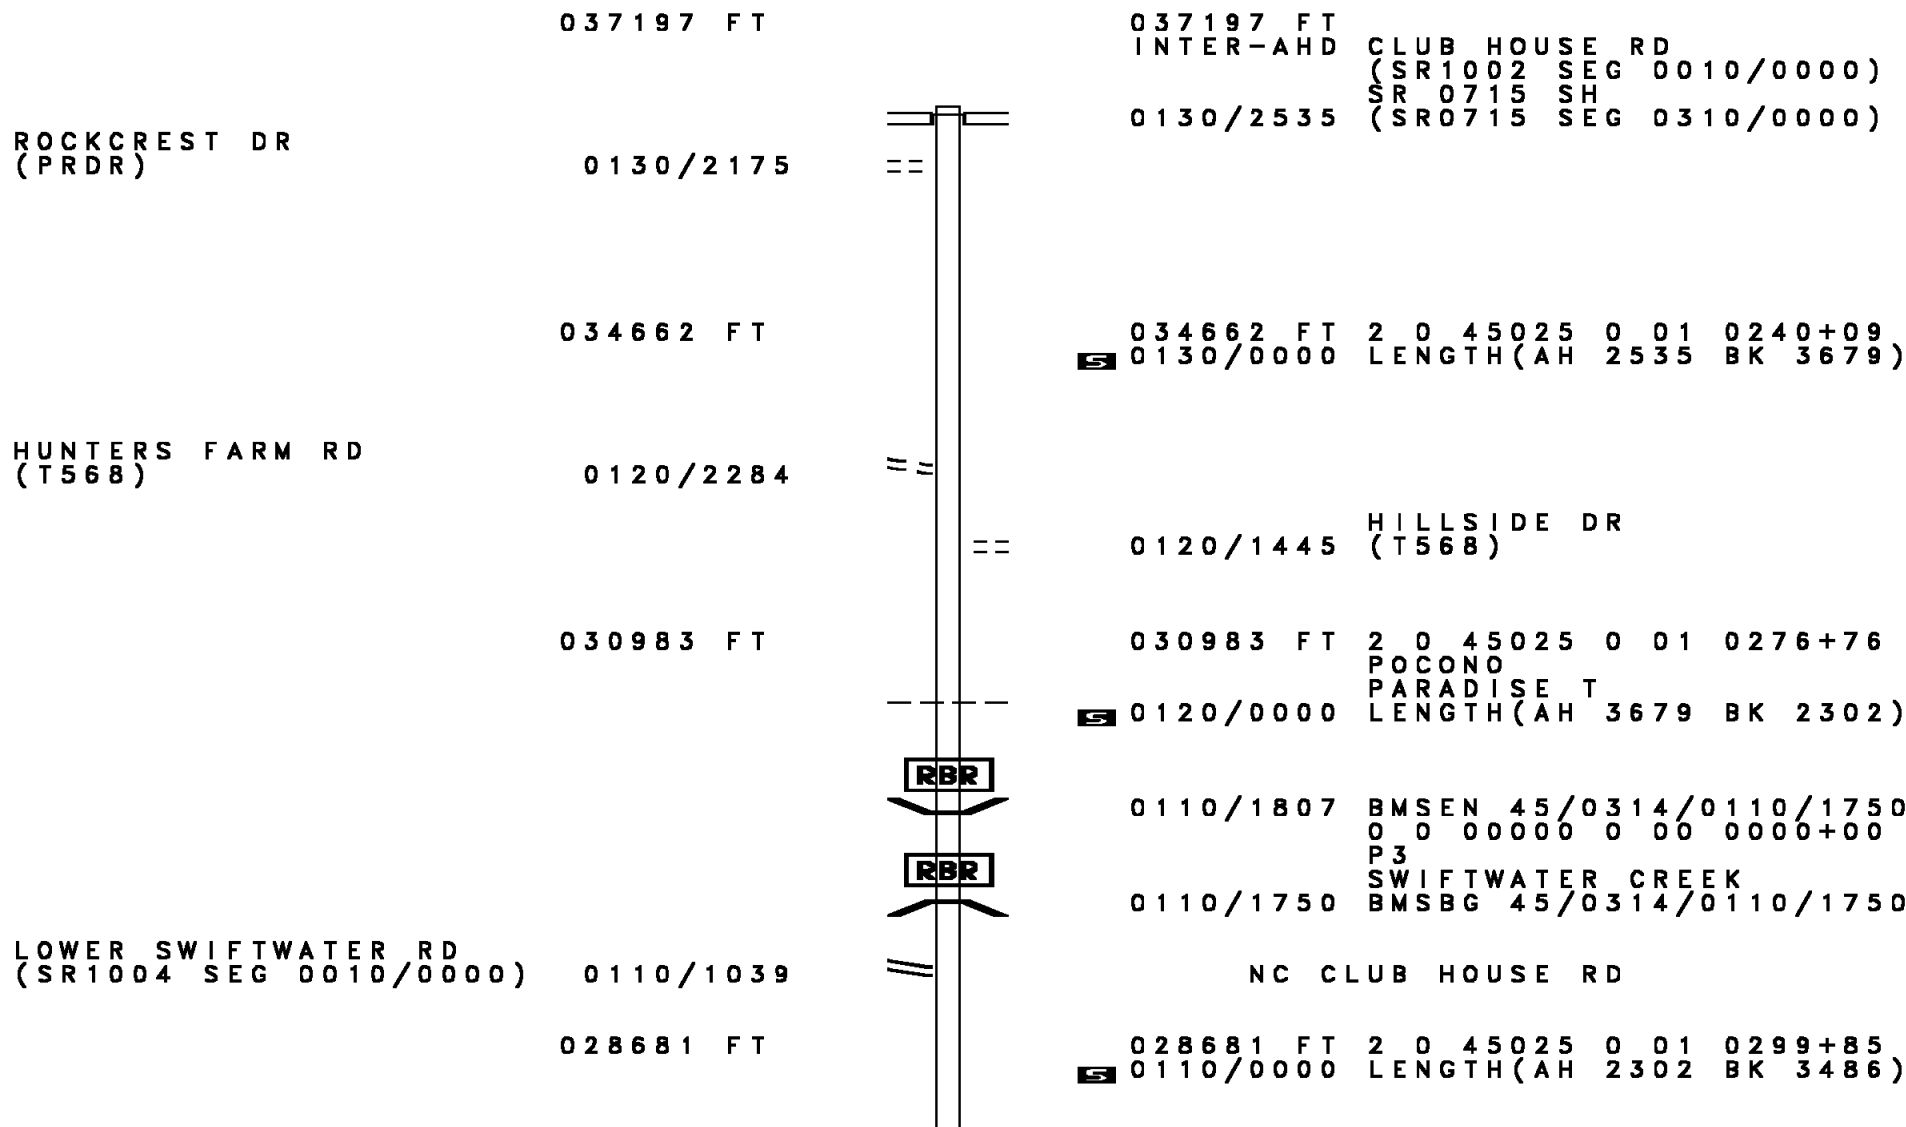 037197 FT 037197 FT
INTER-AHD CLUB HOUSE RD
(SR1002 SEG 0010/0000)
SR 0715 SH
0130/2535 (SR0715 SEG 0310/0000)
ROCKCREST DR
(PRDR) 0130/2175
034662 FT 034662 FT 2 0 45025 0 01 0240+09
S 0130/0000 LENGTH(AH 2535 BK 3679)
HUNTERS FARM RD
(T568) 0120/2284
HILLSIDE DR
0120/1445 (T568)
030983 FT 030983 FT 2 0 45025 0 01 0276+76
POCONO
PARADISE T
S 0120/0000 LENGTH(AH 3679 BK 2302)
RBR
0110/1807 BMSEN 45/0314/0110/1750
0 0 00000 0 00 0000+00
P3
RBR
SWIFTWATER CREEK
0110/1750 BMSBG 45/0314/0110/1750
LOWER SWIFTWATER RD
(SR1004 SEG 0010/0000) 0110/1039 NC CLUB HOUSE RD
028681 FT 028681 FT 2 0 45025 0 01 0299+85
S 0110/0000 LENGTH(AH 2302 BK 3486)